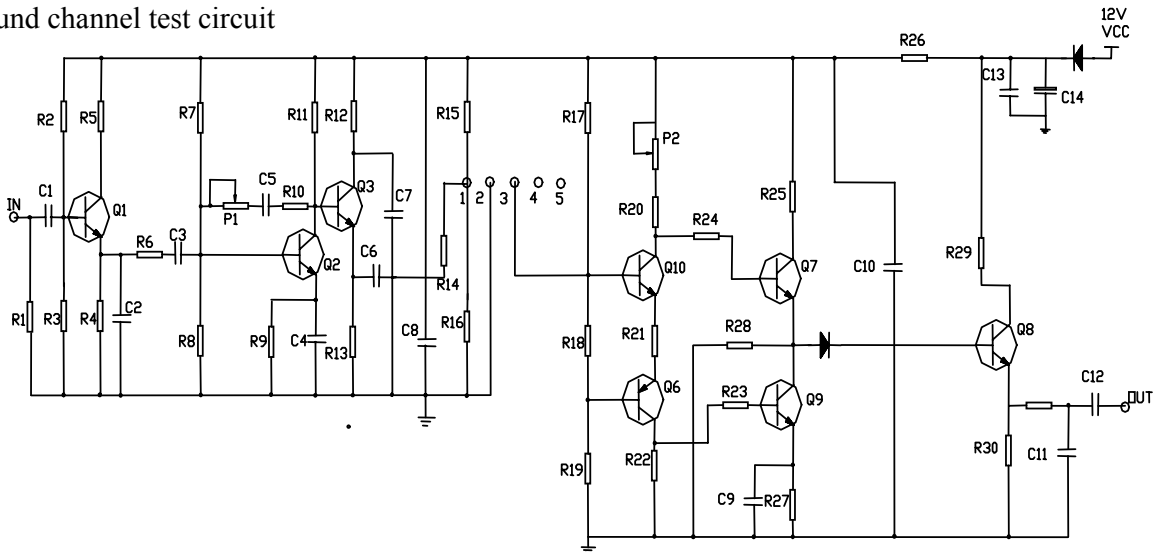 und channel test circuit
12V
VCC
R26
C13
C14
R2
R5
R7
R11
R12
R15
R17
P2
C1
IN
Q1
C5
R10
Q3
P1
C7
1
2
3
4
5
R20
R25
R24
R6
C3
Q2
C6
R14
Q10
Q7
C10
R29
R1
R3
R4
C2
R8
R9
C4
R13
C8
R16
R18
R21
R28
Q8
Q6
R23
Q9
C12
OUT
R19
R22
C9
R27
R30
C11